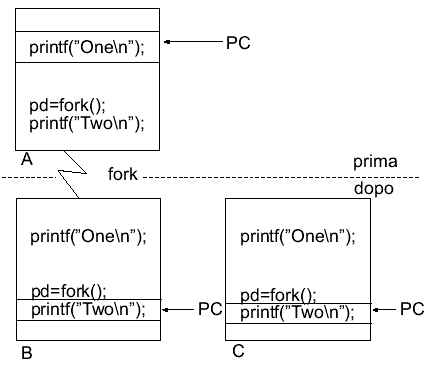 printf("One\n");
PC
pd=fork();
printf("Two\n");
A
fork
prima
dopo
printf("One\n");
pd=fork();
printf("Two\n");
PC
B
printf("One\n");
pd=fork();
printf("Two\n");
PC
C